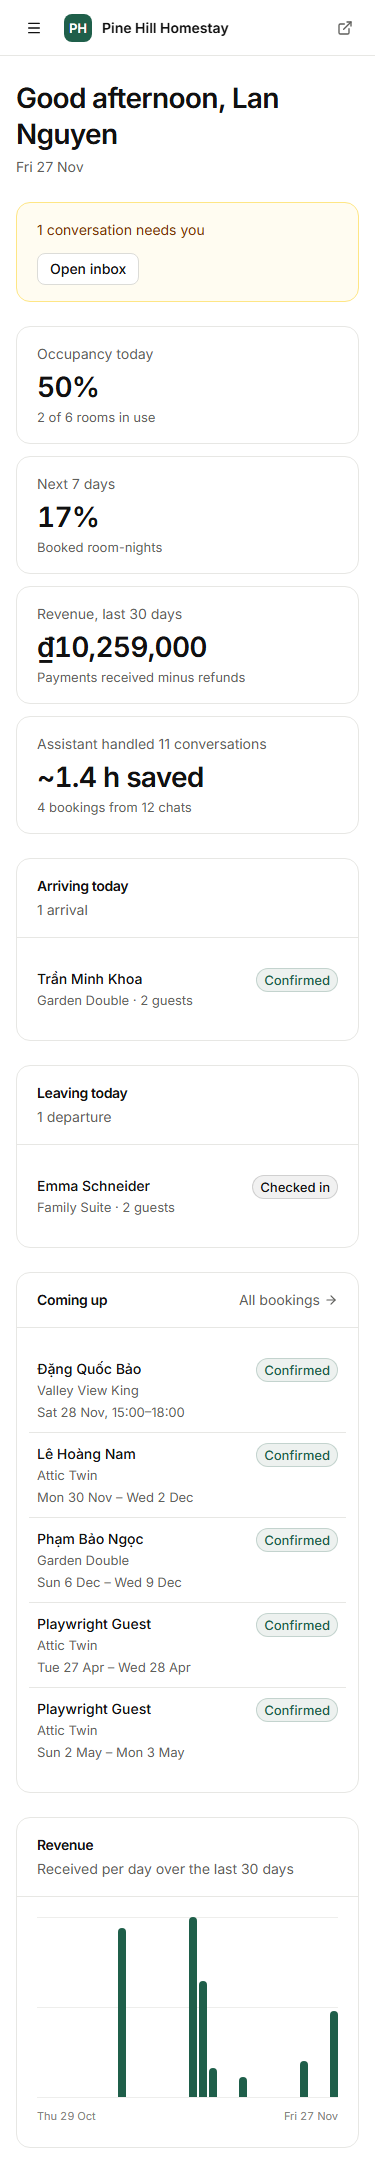 PH Pine Hill Homestay
Good afternoon, Lan
Nguyen
Fri 27 Nov
1 conversation needs you
Open inbox
Occupancy today
50%
2 of 6 rooms in use
Next 7 days
17%
Booked room-nights
Revenue, last 30 days
₫10,259,000
Payments received minus refunds
Assistant handled 11 conversations
~1.4 h saved
4 bookings from 12 chats
Arriving today
1 arrival
Trần Minh Khoa Confirmed
Garden Double · 2 guests
Leaving today
1 departure
Emma Schneider Checked in
Family Suite · 2 guests
Coming up All bookings →
Đặng Quốc Bảo Confirmed
Valley View King
Sat 28 Nov, 15:00–18:00
Lê Hoàng Nam Confirmed
Attic Twin
Mon 30 Nov – Wed 2 Dec
Phạm Bảo Ngọc Confirmed
Garden Double
Sun 6 Dec – Wed 9 Dec
Playwright Guest Confirmed
Attic Twin
Tue 27 Apr – Wed 28 Apr
Playwright Guest Confirmed
Attic Twin
Sun 2 May – Mon 3 May
Revenue
Received per day over the last 30 days
Thu 29 Oct Fri 27 Nov